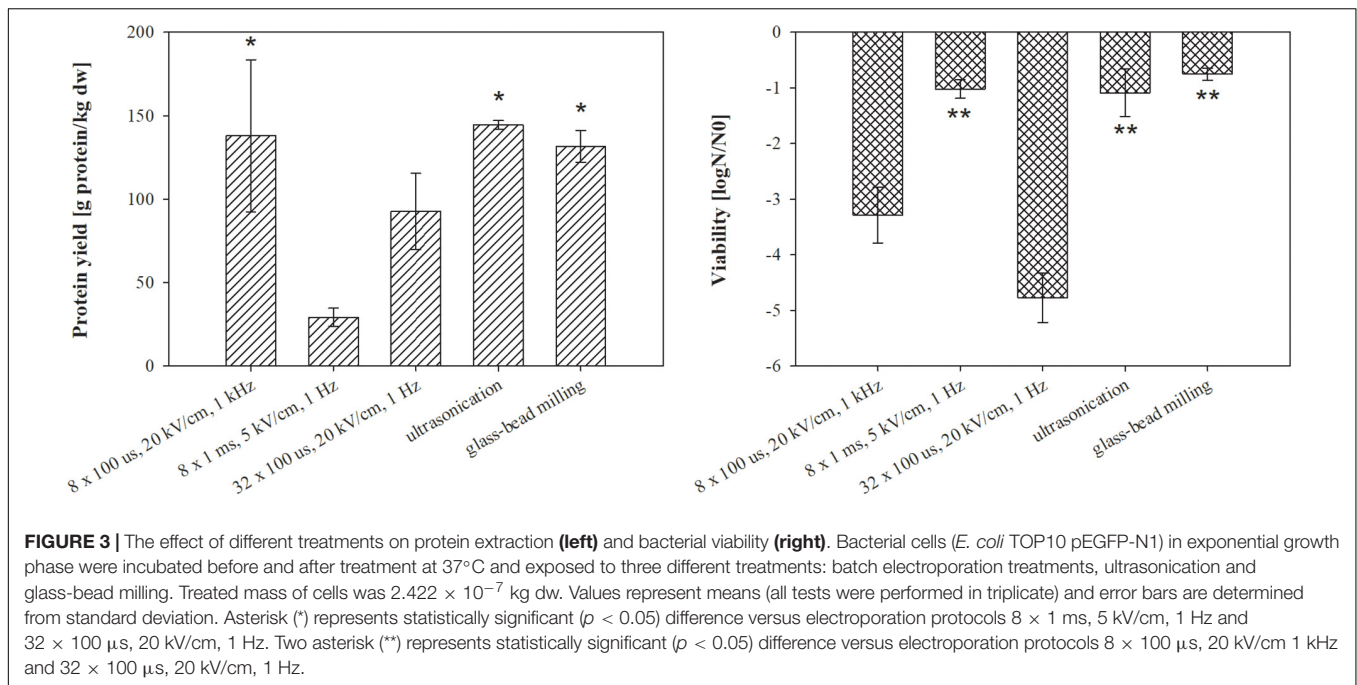 200
150
100
50
0
Protein yield [g protein/kg dw]
*
*
*
8 x 100 us, 20 kV/cm, 1 kHz
8 x 1 ms, 5 kV/cm, 1 Hz
32 x 100 us, 20 kV/cm, 1 Hz
ultrasonication
glass-bead milling
0
-1
-2
-3
-4
-5
-6
Viability [logN/N0]
**
**
**
8 x 100 us, 20 kV/cm, 1 kHz
8 x 1 ms, 5 kV/cm, 1 Hz
32 x 100 us, 20 kV/cm, 1 Hz
ultrasonication
glass-bead milling
FIGURE 3 | The effect of different treatments on protein extraction (left) and bacterial viability (right). Bacterial cells (E. coli TOP10 pEGFP-N1) in exponential growth
phase were incubated before and after treatment at 37°C and exposed to three different treatments: batch electroporation treatments, ultrasonication and
glass-bead milling. Treated mass of cells was 2.422 × 10⁻⁷ kg dw. Values represent means (all tests were performed in triplicate) and error bars are determined
from standard deviation. Asterisk (*) represents statistically significant (p < 0.05) difference versus electroporation protocols 8 × 1 ms, 5 kV/cm, 1 Hz and
32 × 100 μs, 20 kV/cm, 1 Hz. Two asterisk (**) represents statistically significant (p < 0.05) difference versus electroporation protocols 8 × 100 μs, 20 kV/cm 1 kHz
and 32 × 100 μs, 20 kV/cm, 1 Hz.